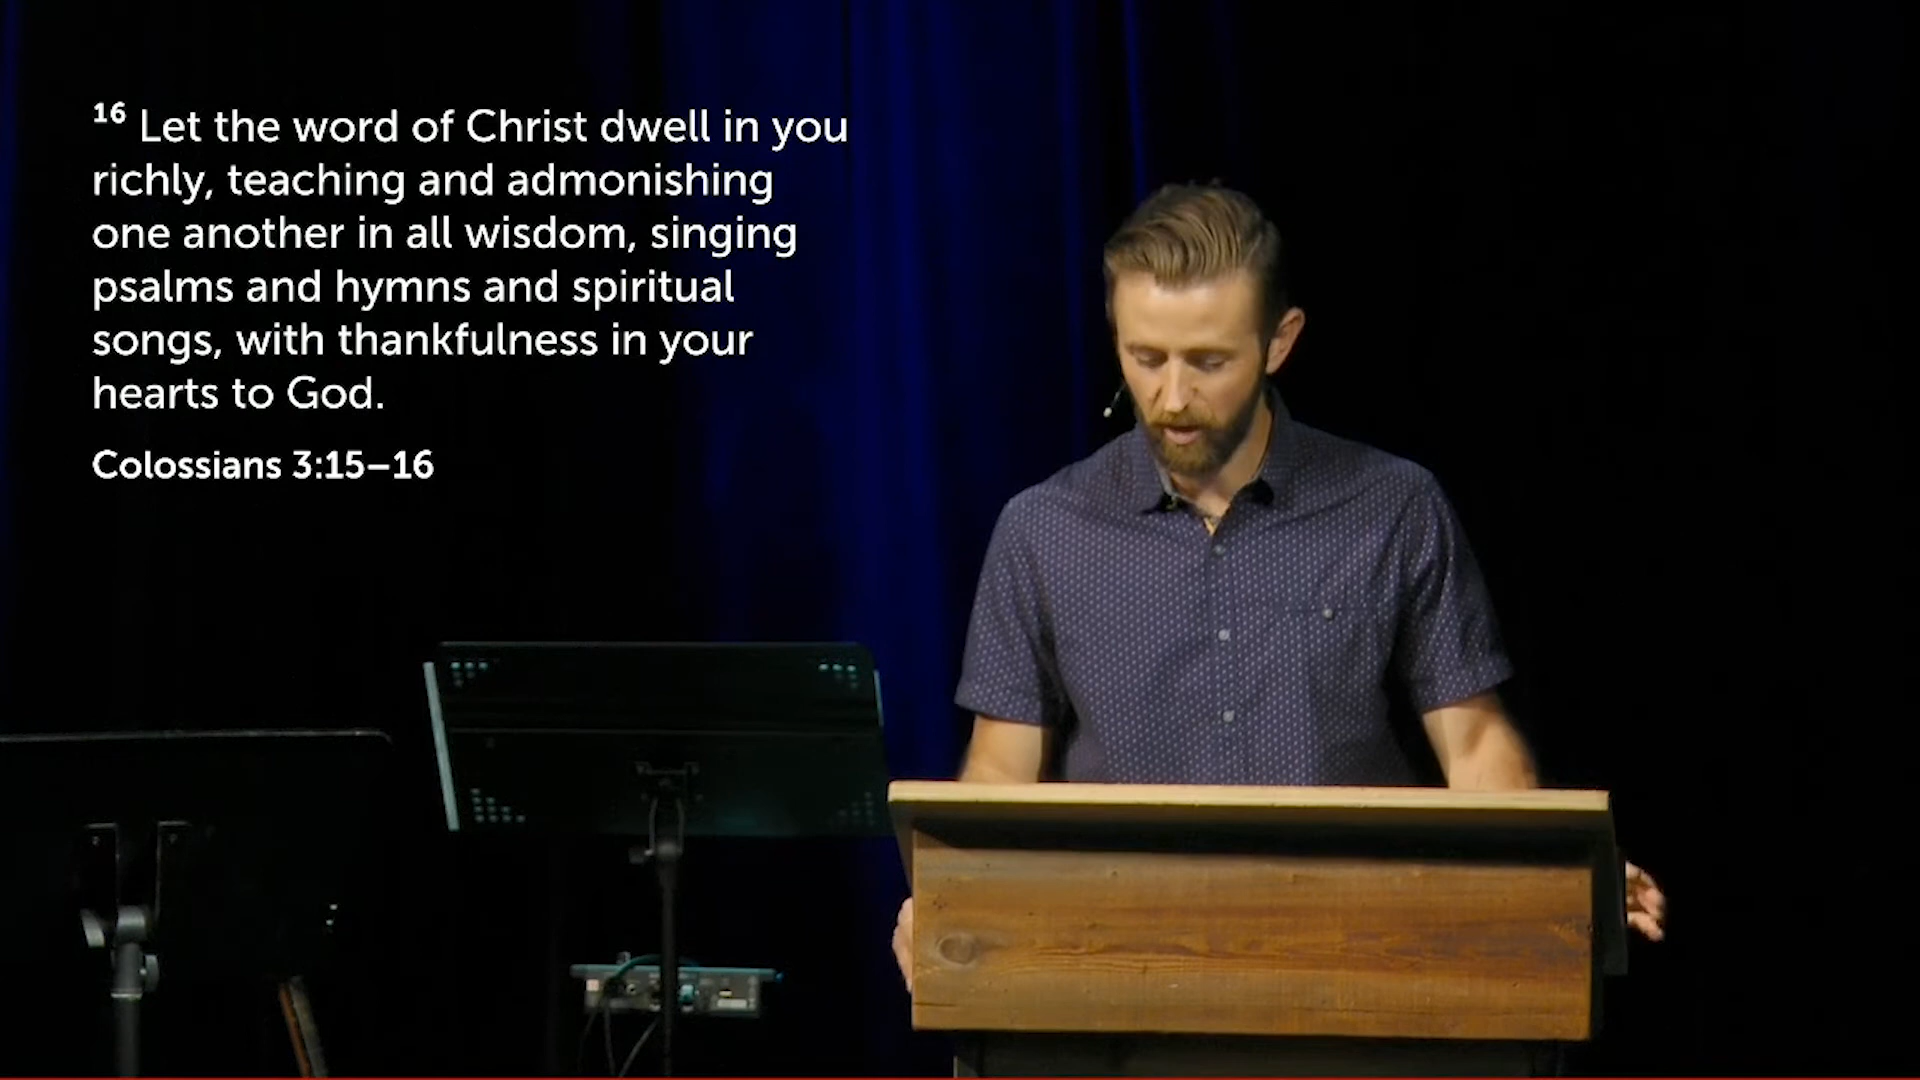 16 Let the word of Christ dwell in you
richly, teaching and admonishing
one another in all wisdom, singing
psalms and hymns and spiritual
songs, with thankfulness in your
hearts to God.
Colossians 3:15–16